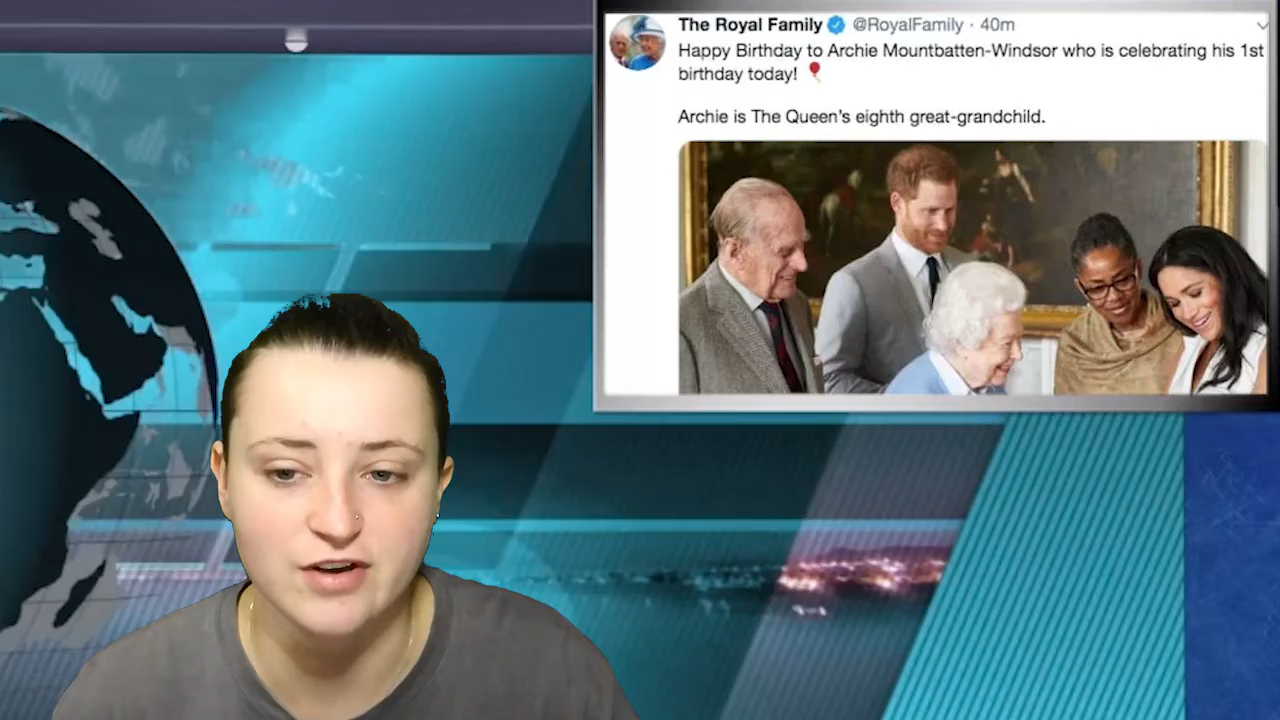 The Royal Family @RoyalFamily · 40m
Happy Birthday to Archie Mountbatten-Windsor who is celebrating his 1st
birthday today! 🎈
Archie is The Queen's eighth great-grandchild.